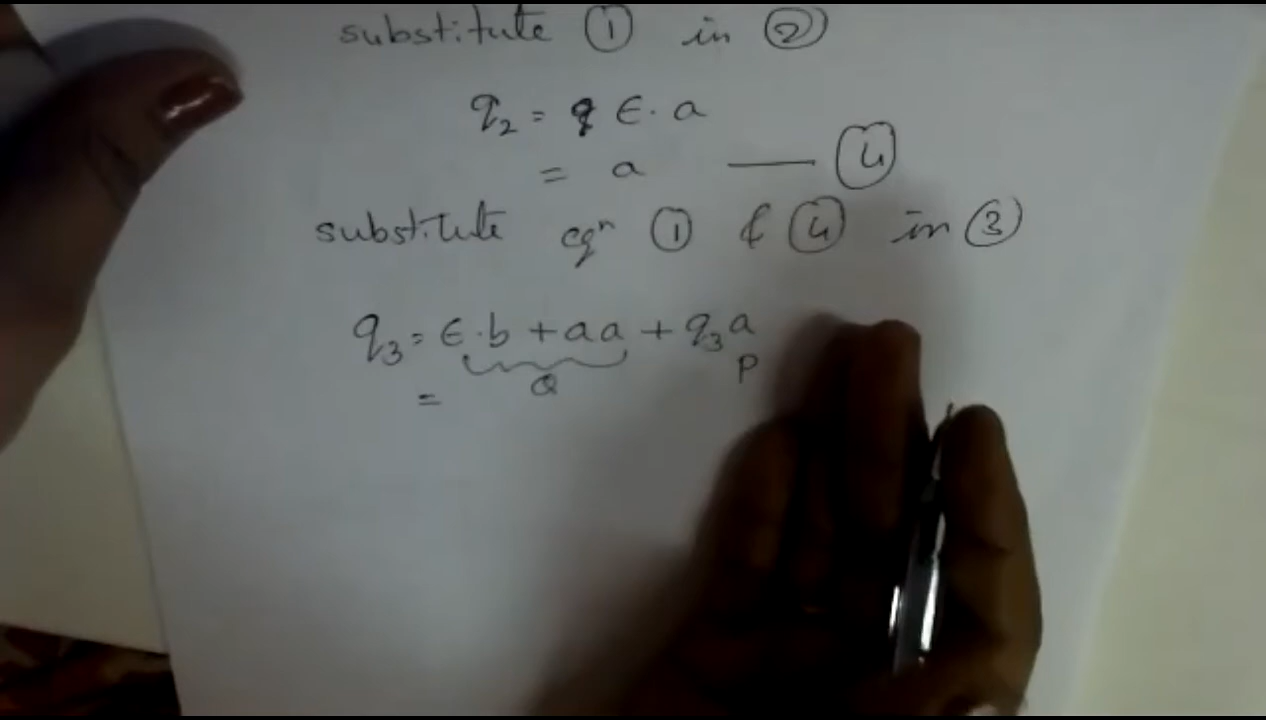 substitute ① in ②
q₂ = q ε. a
= a —— ④
substitute eqⁿ ① & ④ in ③
q₃ = ε.b + aa + q₃a
Q P
=